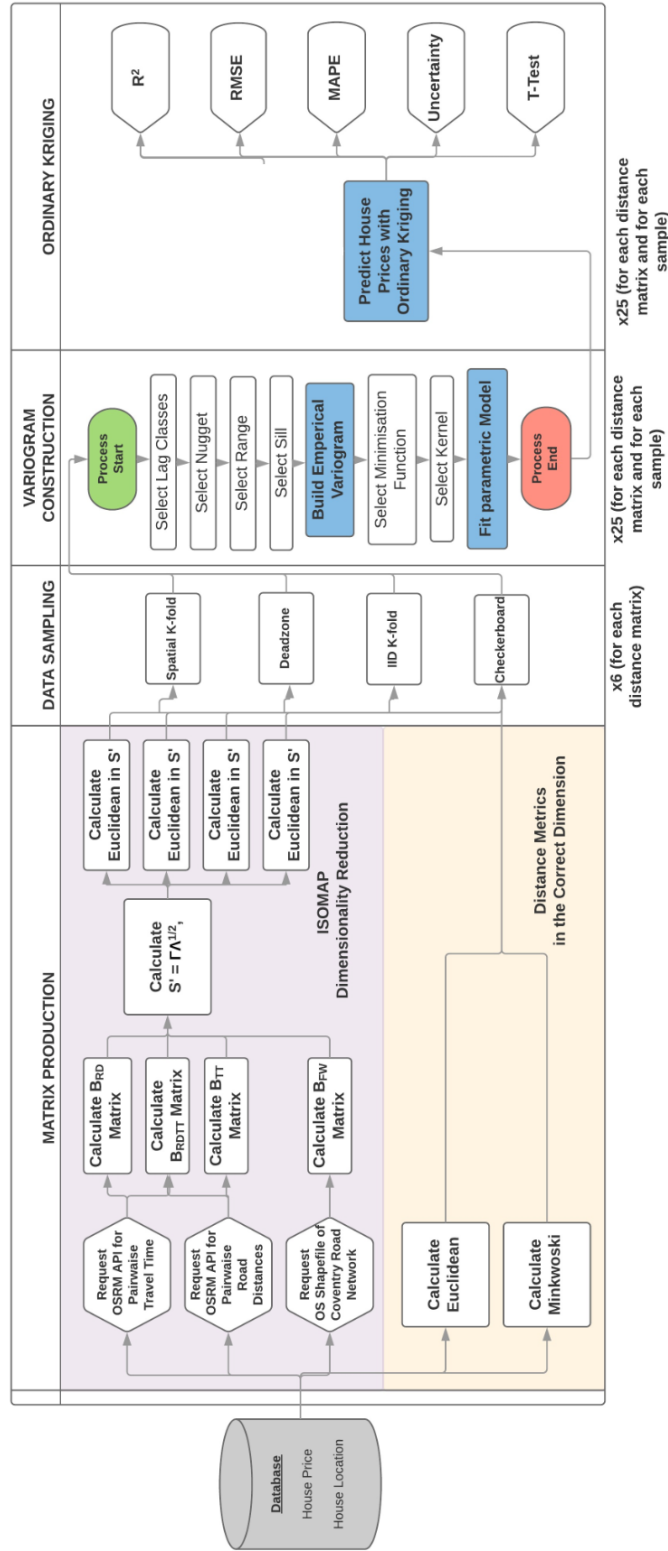 Database
House Price
House Location
MATRIX PRODUCTION
Request
OSRM API for
Pairwaise
Travel Time
Request
OSRM API for
Pairwaise
Road
Distances
Request
OS Shapefile of
Coventry Road
Network
Calculate BRD
Matrix
Calculate
BRDTT Matrix
Calculate BTT
Matrix
Calculate BFW
Matrix
Calculate
S' = ΓΛ1/2,
Calculate
Euclidean in S'
Calculate
Euclidean in S'
Calculate
Euclidean in S'
Calculate
Euclidean in S'
ISOMAP
Dimensionality Reduction
Calculate
Euclidean
Calculate
Minkwoski
Distance Metrics
in the Correct Dimension
DATA SAMPLING
Spatial K-fold
Deadzone
IID K-fold
Checkerboard
x6 (for each
distance matrix)
VARIOGRAM
CONSTRUCTION
Process
Start
Select Lag Classes
Select Nugget
Select Range
Select Sill
Build Emperical
Variogram
Select Minimisation
Function
Select Kernel
Fit parametric Model
Process
End
x25 (for each distance
matrix and for each
sample)
ORDINARY KRIGING
Predict House
Prices with
Ordinary Kriging
R2
RMSE
MAPE
Uncertainty
T-Test
x25 (for each distance
matrix and for each
sample)